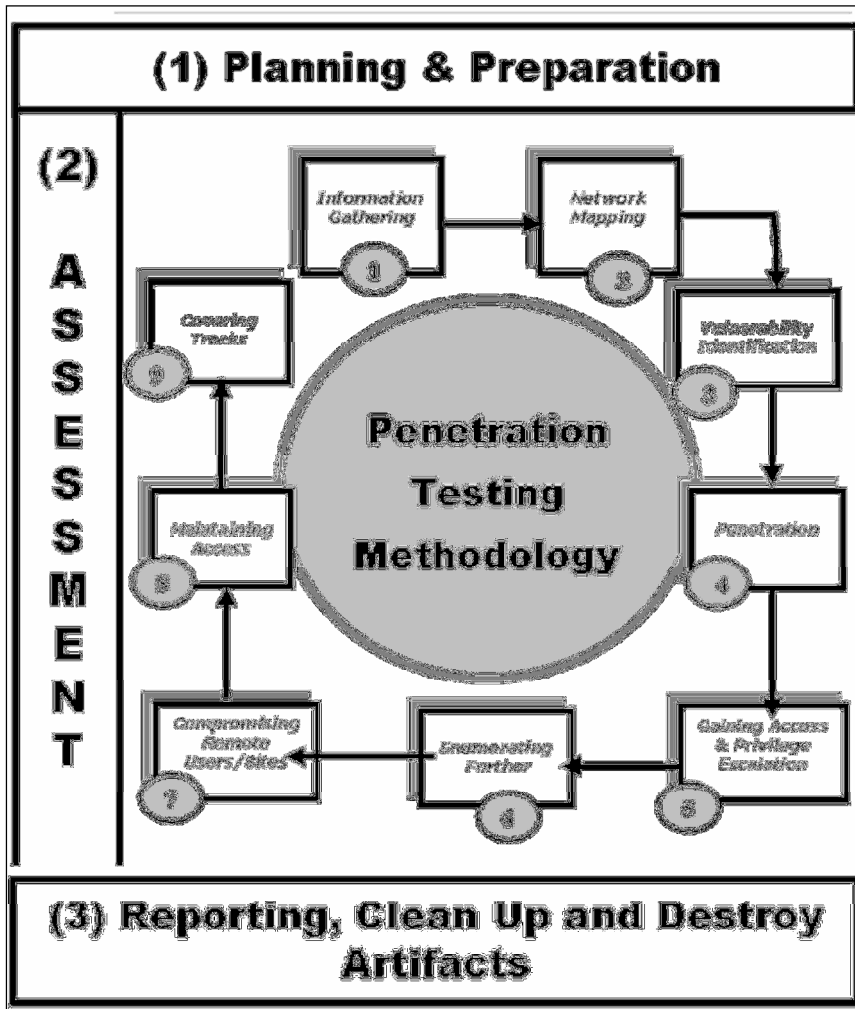 (1) Planning & Preparation
(2)
ASSESSMENT
Information
Gathering
1
Network
Mapping
2
Vulnerability
Identification
3
Penetration
4
Gaining Access
& Privilege
Escalation
5
Enumerating
Further
6
Compromising
Remote
Users/Sites
7
Maintaining
Access
8
Covering
Tracks
9
Penetration
Testing
Methodology
(3) Reporting, Clean Up and Destroy
Artifacts